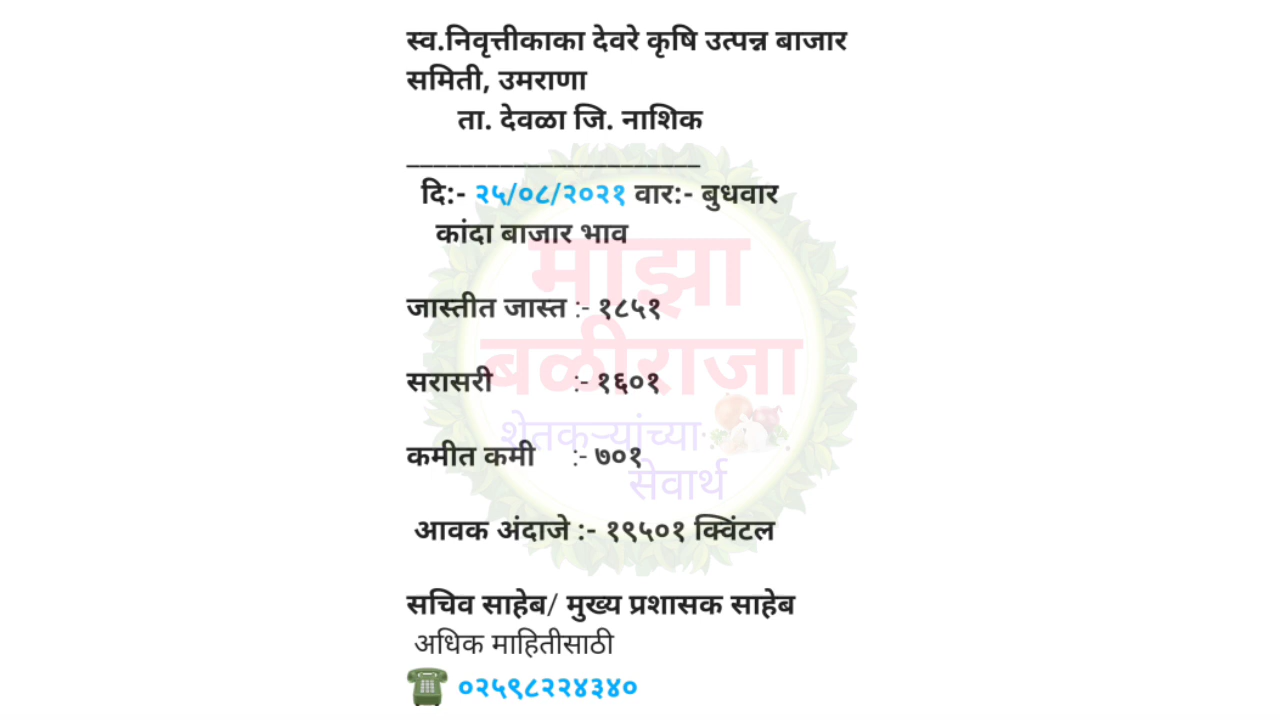 स्व.निवृत्तीकाका देवरे कृषि उत्पन्न बाजार
समिती, उमराणा
ता. देवळा जि. नाशिक
______________________
दि:- २५/०८/२०२१ वार:- बुधवार
कांदा बाजार भाव
माझा
जास्तीत जास्त :- १८५१
बळीराजा
सरासरी :- १६०१
शेतकऱ्यांच्या
कमीत कमी :- ७०१
सेवार्थ
आवक अंदाजे :- १९५०१ क्विंटल
सचिव साहेब/ मुख्य प्रशासक साहेब
अधिक माहितीसाठी
०२५९८२२४३४०